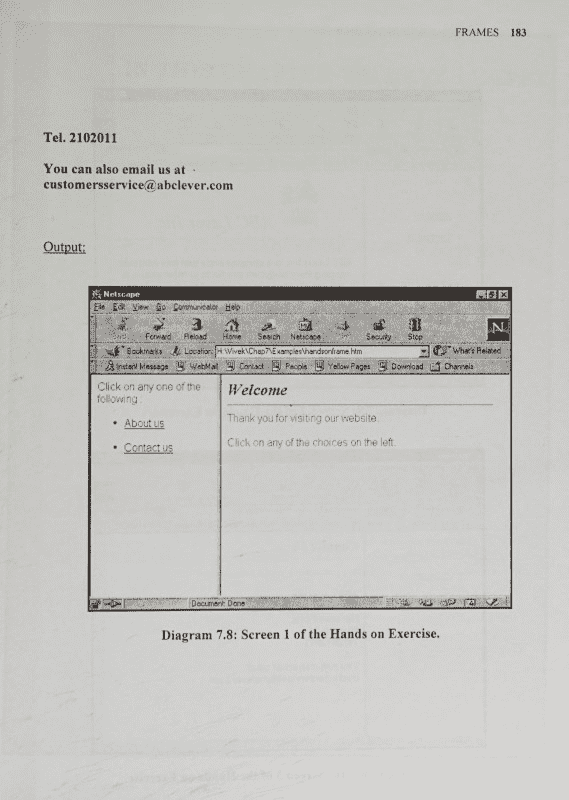 FRAMES 183
Tel. 2102011
You can also email us at
customersservice@abclever.com
Output:
Netscape
File Edit View Go Communicator Help
Forward Reload Home Search Netscape Security Stop
Bookmarks Location: H:\Vivek\Chap7\Examples\handsonframe.htm What's Related
Instant Message WebMail Contact People Yellow Pages Download Channels
Click on any one of the
following :
• About us
• Contact us
Welcome
Thank you for visiting our website.
Click on any of the choices on the left.
Document: Done
Diagram 7.8: Screen 1 of the Hands on Exercise.